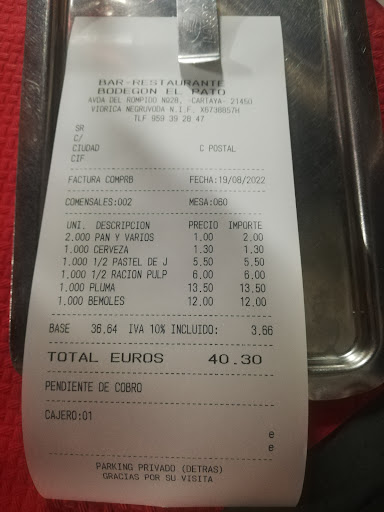 BAR-RESTAURANTE
BODEGON EL PATO
AVDA DEL ROMPIDO Nº28, -CARTAYA- 21450
VIORICA NEGRUVODA N.I.F. X6738857H
TLF 959 39 20 47
SR
C/
CIUDAD C POSTAL
CIF
FACTURA COMPRB FECHA:19/08/2022
COMENSALES:002 MESA:060
UNI. DESCRIPCION PRECIO IMPORTE
2.000 PAN Y VARIOS 1.00 2.00
1.000 CERVEZA 1.30 1.30
1.000 1/2 PASTEL DE J 5.50 5.50
1.000 1/2 RACION PULP 6.00 6.00
1.000 PLUMA 13.50 13.50
1.000 BEMOLES 12.00 12.00
BASE 36,64 IVA 10% INCLUIDO: 3.66
TOTAL EUROS 40.30
PENDIENTE DE COBRO
CAJERO:01
e
e
PARKING PRIVADO (DETRAS)
GRACIAS POR SU VISITA